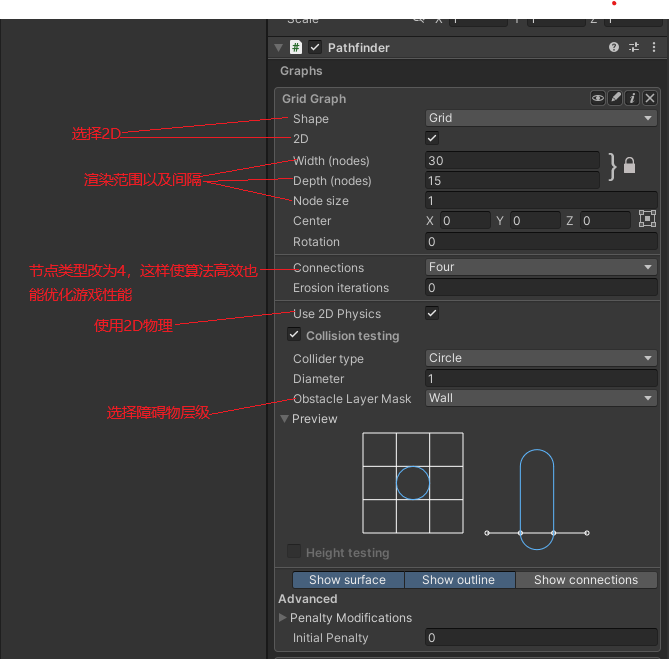 Scale X 1 Y 1 Z 1
Pathfinder
Graphs
Grid Graph
Shape Grid
选择2D
2D
Width (nodes) 30
渲染范围以及间隔
Depth (nodes) 15
Node size 1
Center X 0 Y 0 Z 0
Rotation 0
节点类型改为4，这样使算法高效也
能优化游戏性能
Connections Four
Erosion iterations 0
使用2D物理
Use 2D Physics
Collision testing
Collider type Circle
Diameter 1
选择障碍物层级
Obstacle Layer Mask Wall
Preview
Height testing
Show surface Show outline Show connections
Advanced
Penalty Modifications
Initial Penalty 0